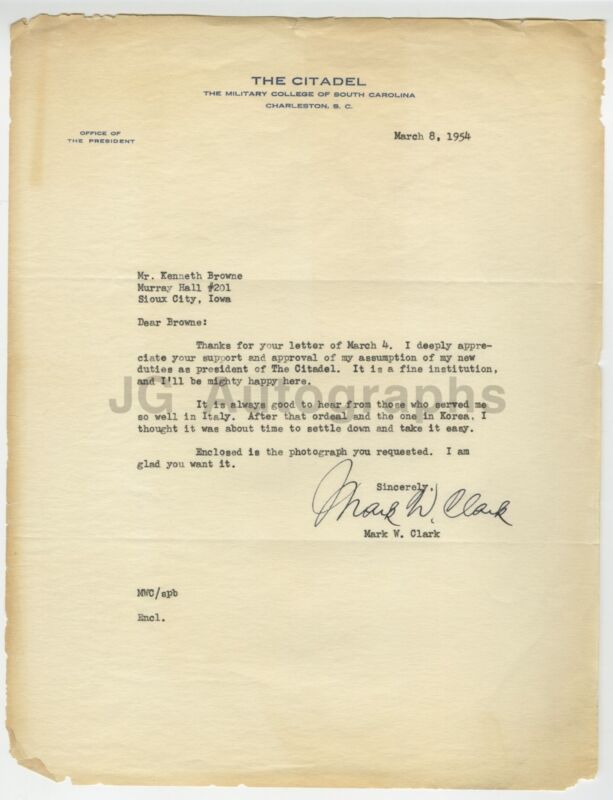 THE CITADEL
THE MILITARY COLLEGE OF SOUTH CAROLINA
CHARLESTON, S. C.
OFFICE OF
THE PRESIDENT
March 8, 1954
Mr. Kenneth Browne
Murray Hall #201
Sioux City, Iowa
Dear Browne:
Thanks for your letter of March 4. I deeply appre-
ciate your support and approval of my assumption of my new
duties as president of The Citadel. It is a fine institution,
and I'll be mighty happy here.
JG Autographs
It is always good to hear from those who served me
so well in Italy. After that ordeal and the one in Korea, I
thought it was about time to settle down and take it easy.
Enclosed is the photograph you requested. I am
glad you want it.
Sincerely,
Mark W. Clark
Mark W. Clark
MWC/spb
Encl.